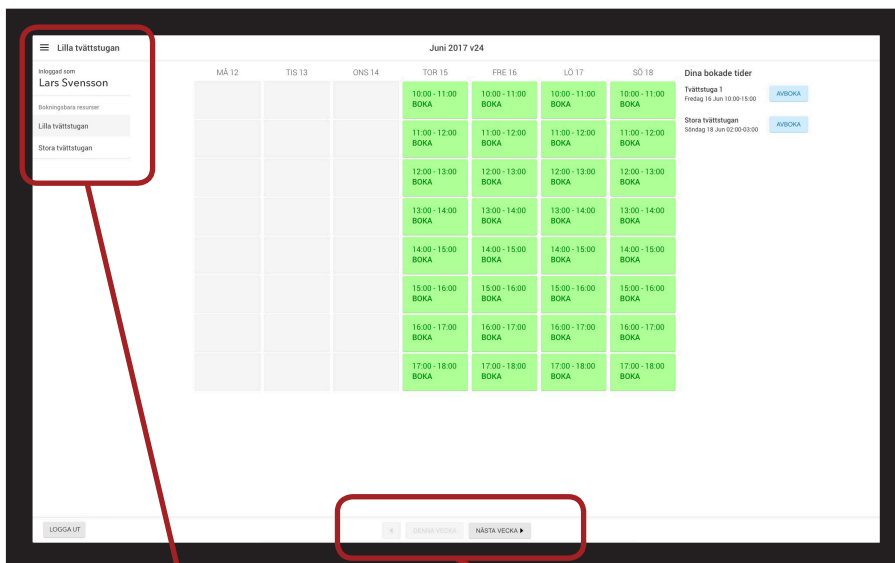 Lilla tvättstugan
Juni 2017 v24
Inloggad som
Lars Svensson
Bokningsbara resurser
Lilla tvättstugan
Stora tvättstugan
MÅ 12 TIS 13 ONS 14 TOR 15 FRE 16 LÖ 17 SÖ 18
10:00 - 11:00 10:00 - 11:00 10:00 - 11:00 10:00 - 11:00
BOKA BOKA BOKA BOKA
11:00 - 12:00 11:00 - 12:00 11:00 - 12:00 11:00 - 12:00
BOKA BOKA BOKA BOKA
12:00 - 13:00 12:00 - 13:00 12:00 - 13:00 12:00 - 13:00
BOKA BOKA BOKA BOKA
13:00 - 14:00 13:00 - 14:00 13:00 - 14:00 13:00 - 14:00
BOKA BOKA BOKA BOKA
14:00 - 15:00 14:00 - 15:00 14:00 - 15:00 14:00 - 15:00
BOKA BOKA BOKA BOKA
15:00 - 16:00 15:00 - 16:00 15:00 - 16:00 15:00 - 16:00
BOKA BOKA BOKA BOKA
16:00 - 17:00 16:00 - 17:00 16:00 - 17:00 16:00 - 17:00
BOKA BOKA BOKA BOKA
17:00 - 18:00 17:00 - 18:00 17:00 - 18:00 17:00 - 18:00
BOKA BOKA BOKA BOKA
Dina bokade tider
Tvättstuga 1
Fredag 16 Jun 10:00-15:00
AVBOKA
Stora tvättstugan
Söndag 18 Jun 02:00-03:00
AVBOKA
LOGGA UT
DENNA VECKA
NÄSTA VECKA